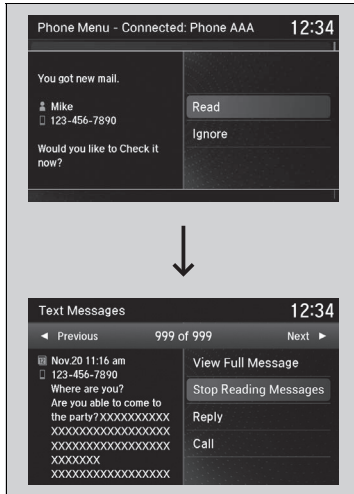 Phone Menu - Connected: Phone AAA 12:34
You got new mail.
Mike
123-456-7890
Would you like to Check it
now?
Read
Ignore
Text Messages 12:34
◄ Previous 999 of 999 Next ►
Nov.20 11:16 am
123-456-7890
Where are you?
Are you able to come to
the party?XXXXXXXXXX
XXXXXXXXXXXXXXXXX
XXXXXXXXXXXXXXXXX
XXXXXXX
XXXXXXXXXXXXXXXXX
View Full Message
Stop Reading Messages
Reply
Call